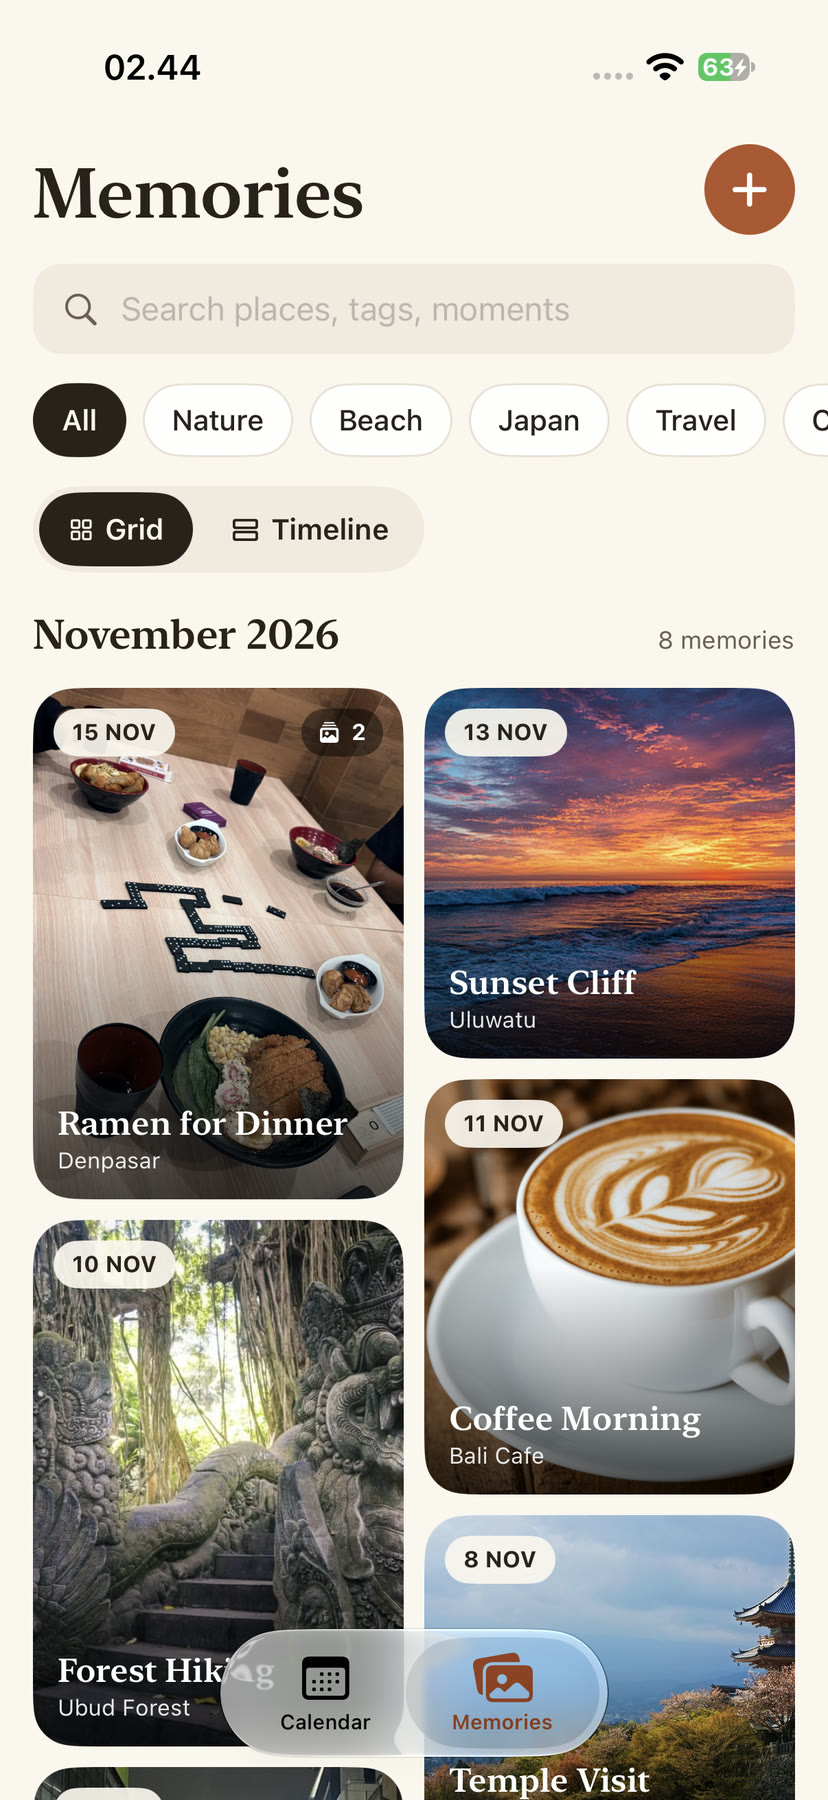 02.44
63
Memories
Search places, tags, moments
All
Nature
Beach
Japan
Travel
Grid
Timeline
November 2026
8 memories
15 NOV
2
Ramen for Dinner
Denpasar
13 NOV
Sunset Cliff
Uluwatu
11 NOV
Coffee Morning
Bali Cafe
10 NOV
Forest Hiking
Ubud Forest
8 NOV
Temple Visit
Calendar
Memories